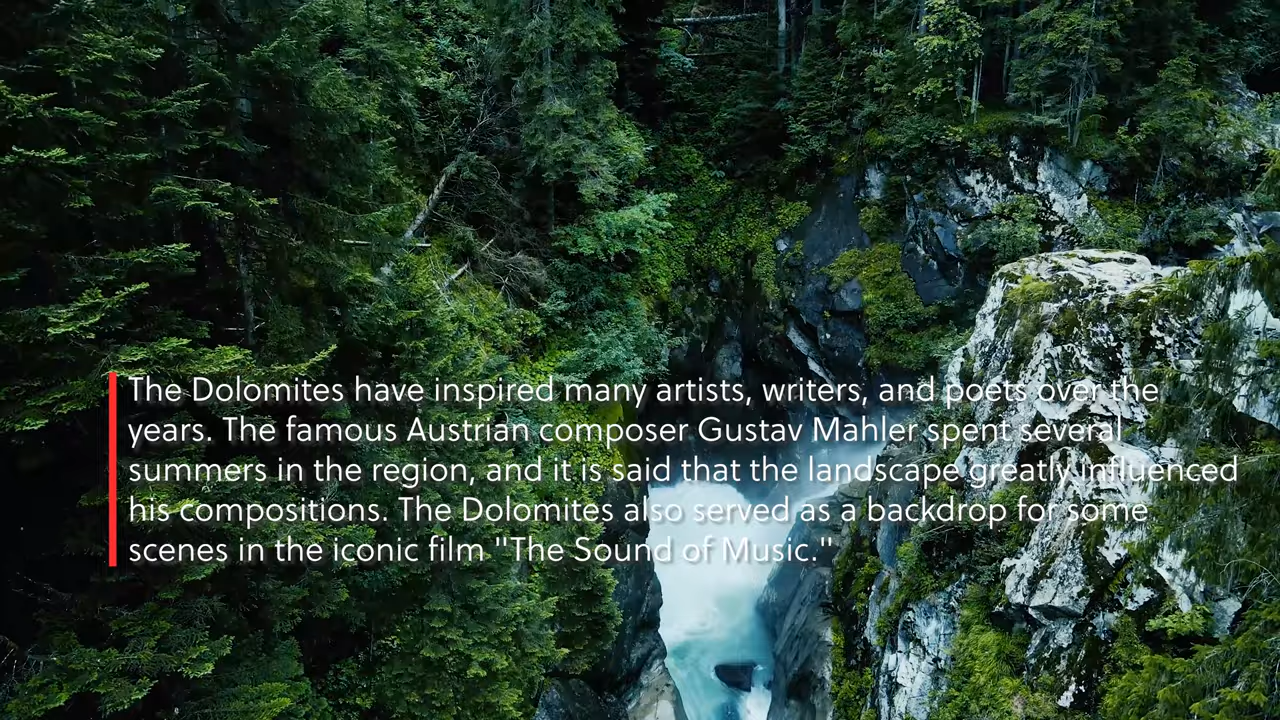 The Dolomites have inspired many artists, writers, and poets over the
years. The famous Austrian composer Gustav Mahler spent several
summers in the region, and it is said that the landscape greatly influenced
his compositions. The Dolomites also served as a backdrop for some
scenes in the iconic film "The Sound of Music."